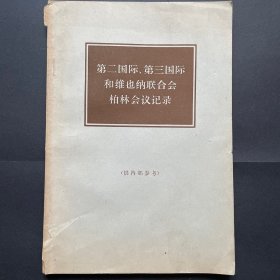 第二国际、第三国际
和维也纳联合会
柏林会议记录
（供内部参考）